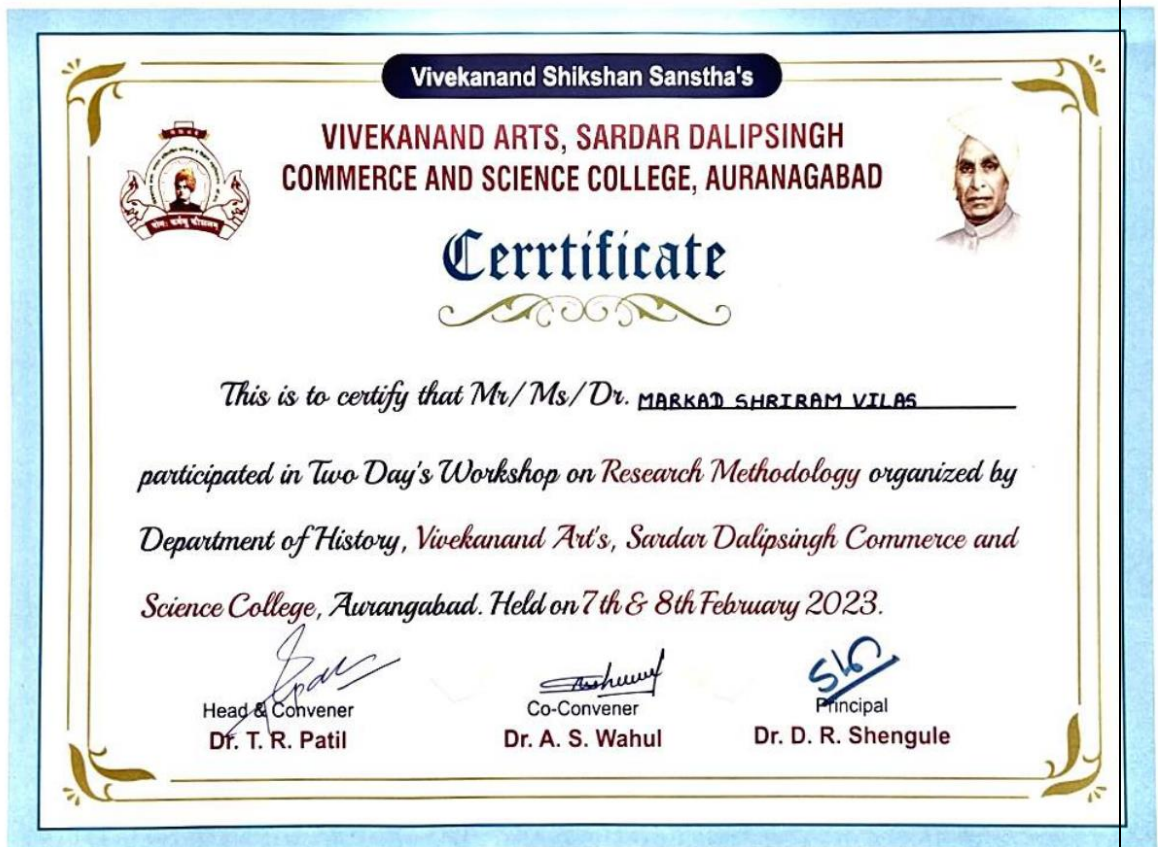 Vivekanand Shikshan Sanstha's
VIVEKANAND ARTS, SARDAR DALIPSINGH
COMMERCE AND SCIENCE COLLEGE, AURANAGABAD
Cerrtificate
This is to certify that Mr/Ms/Dr. MARKAD SHRIRAM VILAS
participated in Two Day's Workshop on Research Methodology organized by
Department of History, Vivekanand Art's, Sardar Dalipsingh Commerce and
Science College, Aurangabad. Held on 7th & 8th February 2023.
Head & Convener Co-Convener Principal
Dr. T. R. Patil Dr. A. S. Wahul Dr. D. R. Shengule